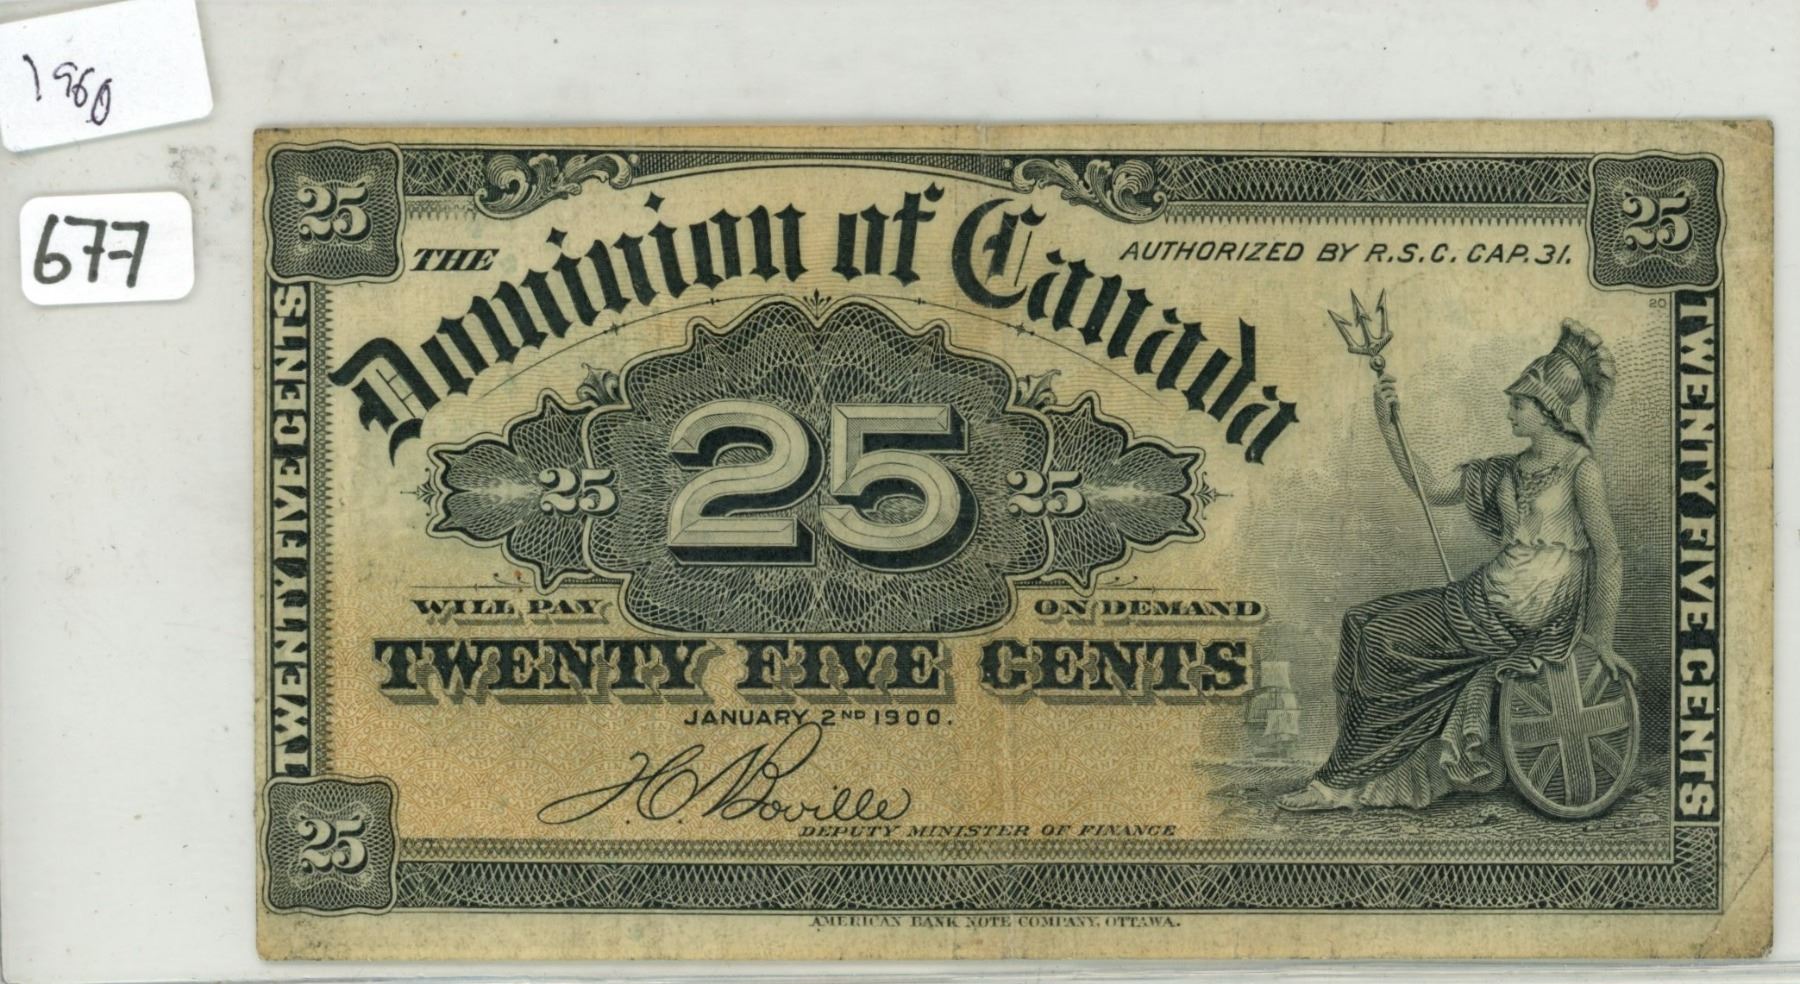 1980
677
25
25
THE Dominion of Canada
AUTHORIZED BY R.S.C. CAP. 31.
20
25 25 25
WILL PAY ON DEMAND
TWENTY FIVE CENTS
JANUARY 2ND 1900.
H.C. Boville
DEPUTY MINISTER OF FINANCE
TWENTY FIVE CENTS
TWENTY FIVE CENTS
25
AMERICAN BANK NOTE COMPANY, OTTAWA.